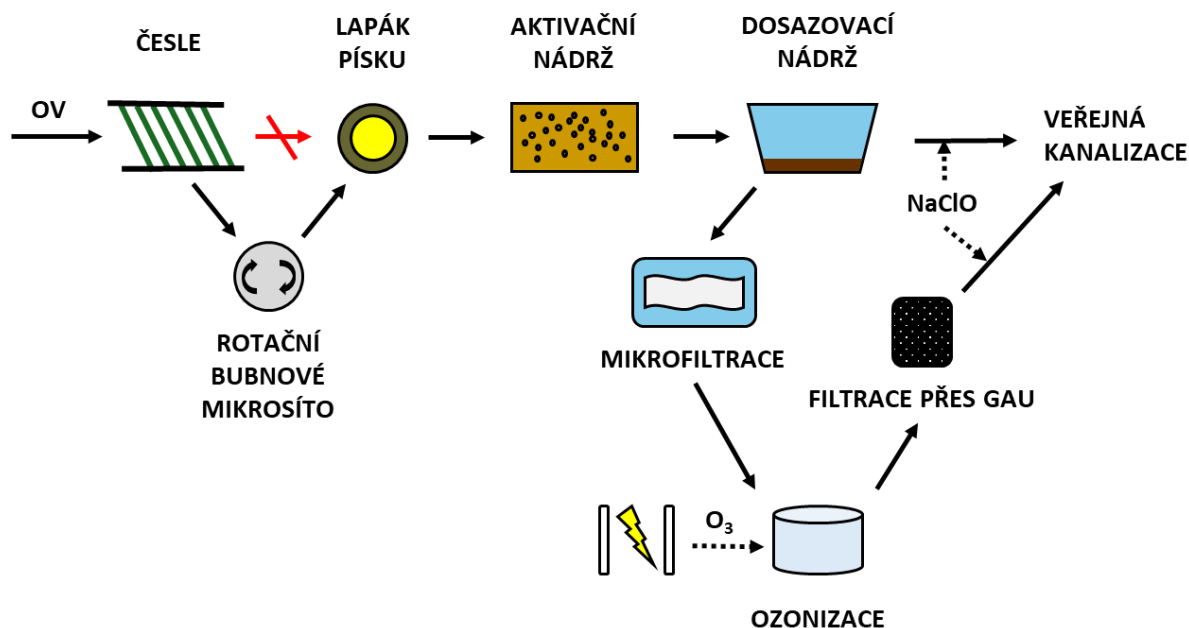 ČESLE
LAPÁK
PÍSKU
AKTIVAČNÍ
NÁDRŽ
DOSAZOVACÍ
NÁDRŽ
OV
VEŘEJNÁ
KANALIZACE
NaClO
ROTAČNÍ
BUBNOVÉ
MIKROSÍTO
MIKROFILTRACE
FILTRACE PŘES GAU
O₃
OZONIZACE